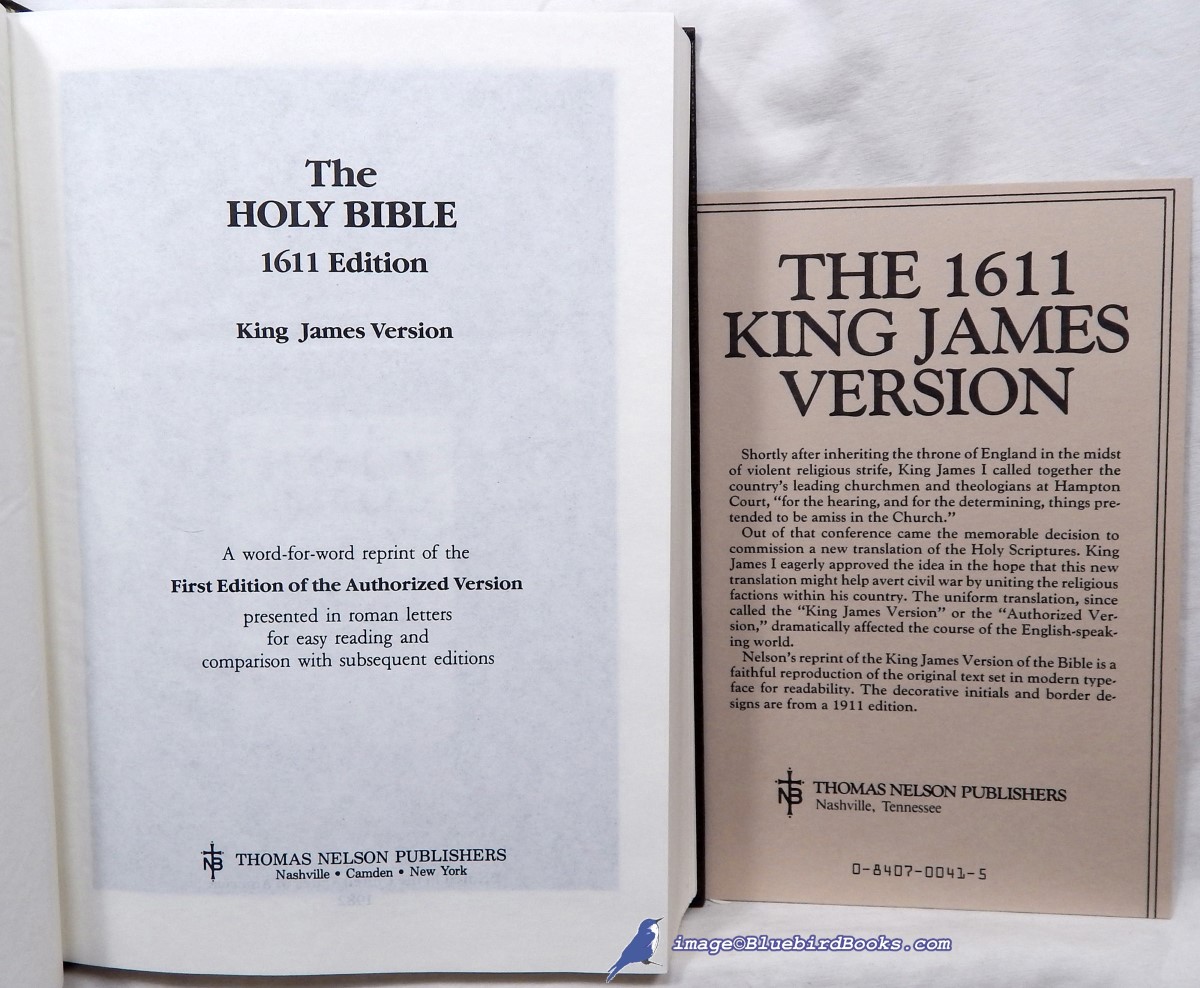 The
HOLY BIBLE
1611 Edition
King James Version
A word-for-word reprint of the
First Edition of the Authorized Version
presented in roman letters
for easy reading and
comparison with subsequent editions
NB THOMAS NELSON PUBLISHERS
Nashville • Camden • New York
THE 1611
KING JAMES
VERSION
Shortly after inheriting the throne of England in the midst
of violent religious strife, King James I called together the
country's leading churchmen and theologians at Hampton
Court, "for the hearing, and for the determining, things pre-
tended to be amiss in the Church."
Out of that conference came the memorable decision to
commission a new translation of the Holy Scriptures. King
James I eagerly approved the idea in the hope that this new
translation might help avert civil war by uniting the religious
factions within his country. The uniform translation, since
called the "King James Version" or the "Authorized Ver-
sion," dramatically affected the course of the English-speak-
ing world.
Nelson's reprint of the King James Version of the Bible is a
faithful reproduction of the original text set in modern type-
face for readability. The decorative initials and border de-
signs are from a 1911 edition.
NB THOMAS NELSON PUBLISHERS
Nashville, Tennessee
0-8407-0041-5
image©BluebirdBooks.com